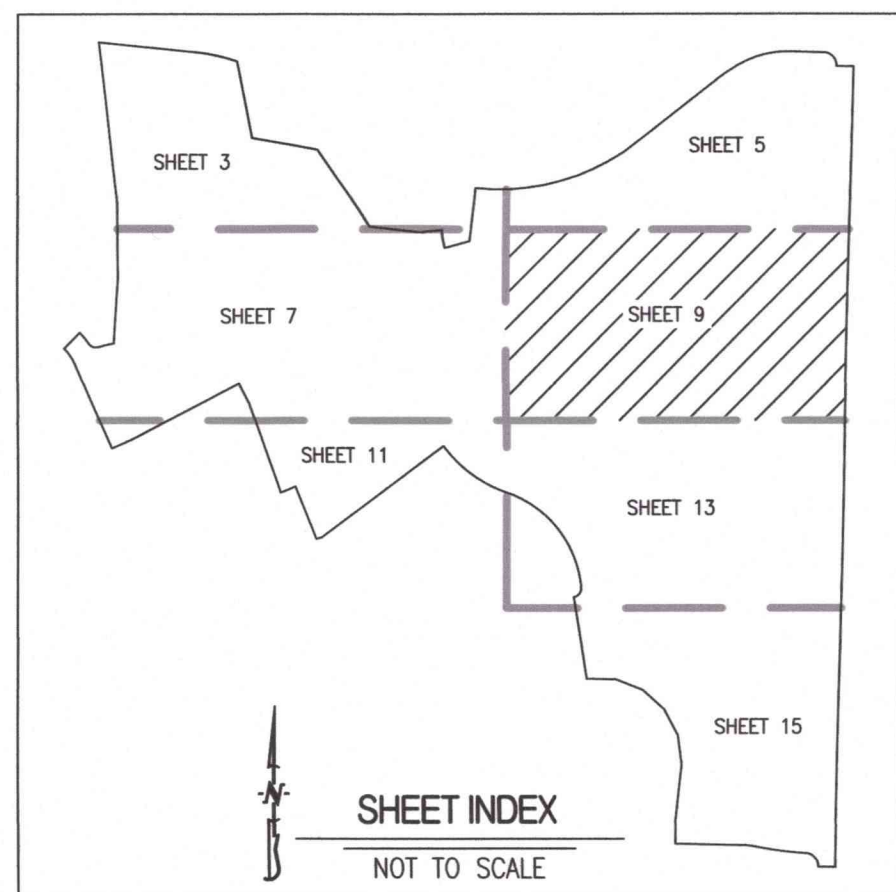 SHEET 3
SHEET 5
SHEET 7
SHEET 9
SHEET 11
SHEET 13
SHEET 15
-N-
SHEET INDEX
NOT TO SCALE